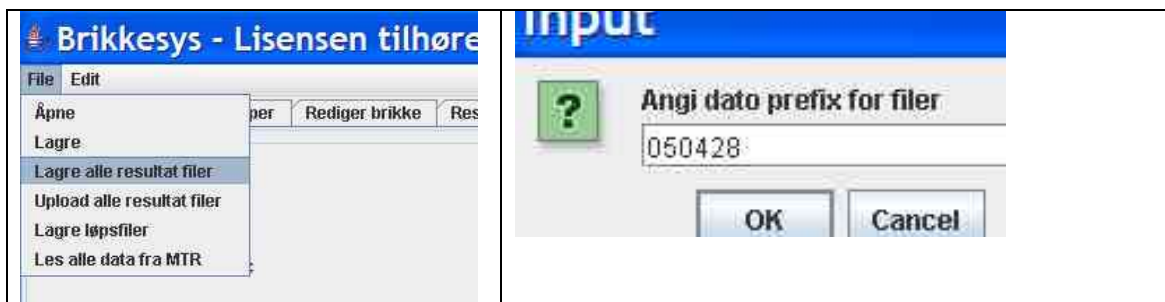 Brikkesys - Lisensen tilhøre
File Edit
Åpne
per Rediger brikke Res
Lagre
Lagre alle resultat filer
Upload alle resultat filer
Lagre løpsfiler
Les alle data fra MTR
Input
?
Angi dato prefix for filer
050428
OK Cancel